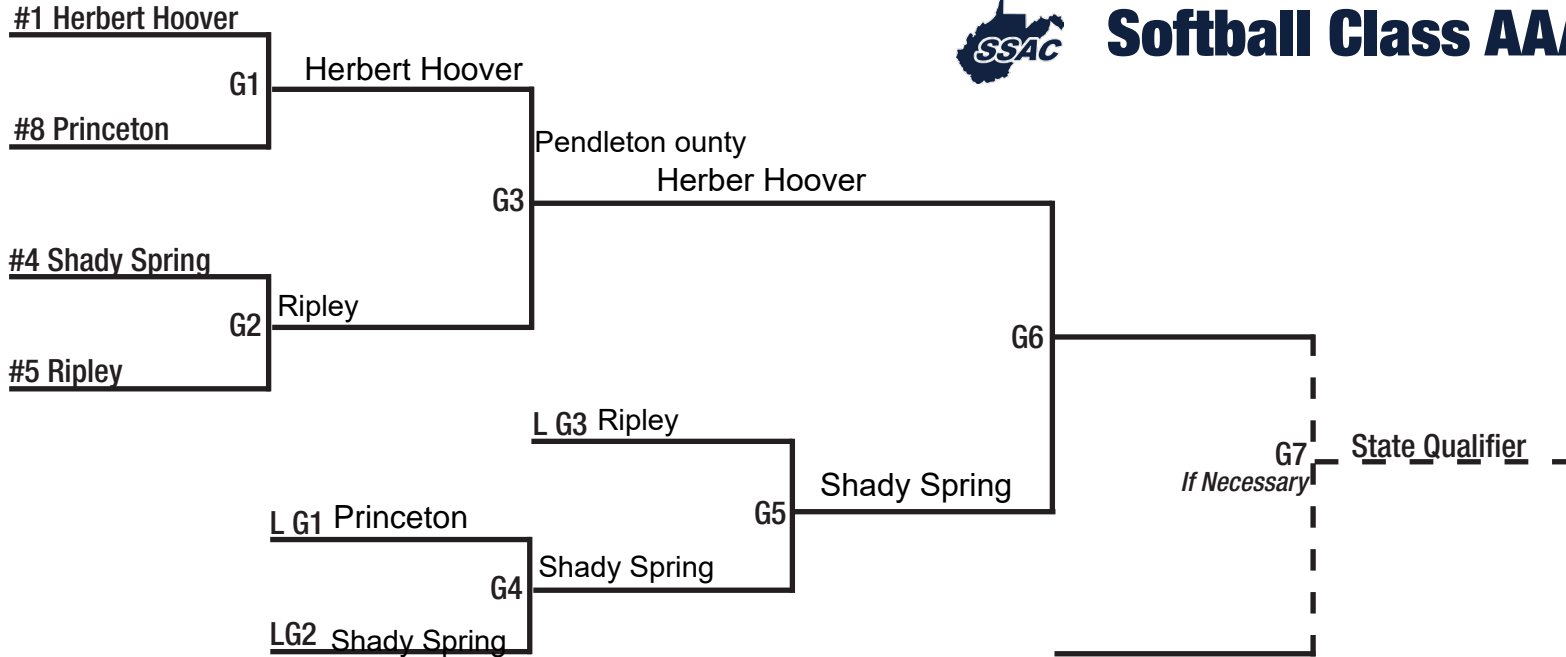 #1 Herbert Hoover
SSAC
Softball Class AAA
G1
Herbert Hoover
#8 Princeton
Pendleton ounty
Herber Hoover
G3
#4 Shady Spring
Ripley
G2
G6
#5 Ripley
L G3 Ripley
G7
If Necessary
State Qualifier
Shady Spring
G5
L G1 Princeton
Shady Spring
G4
LG2 Shady Spring